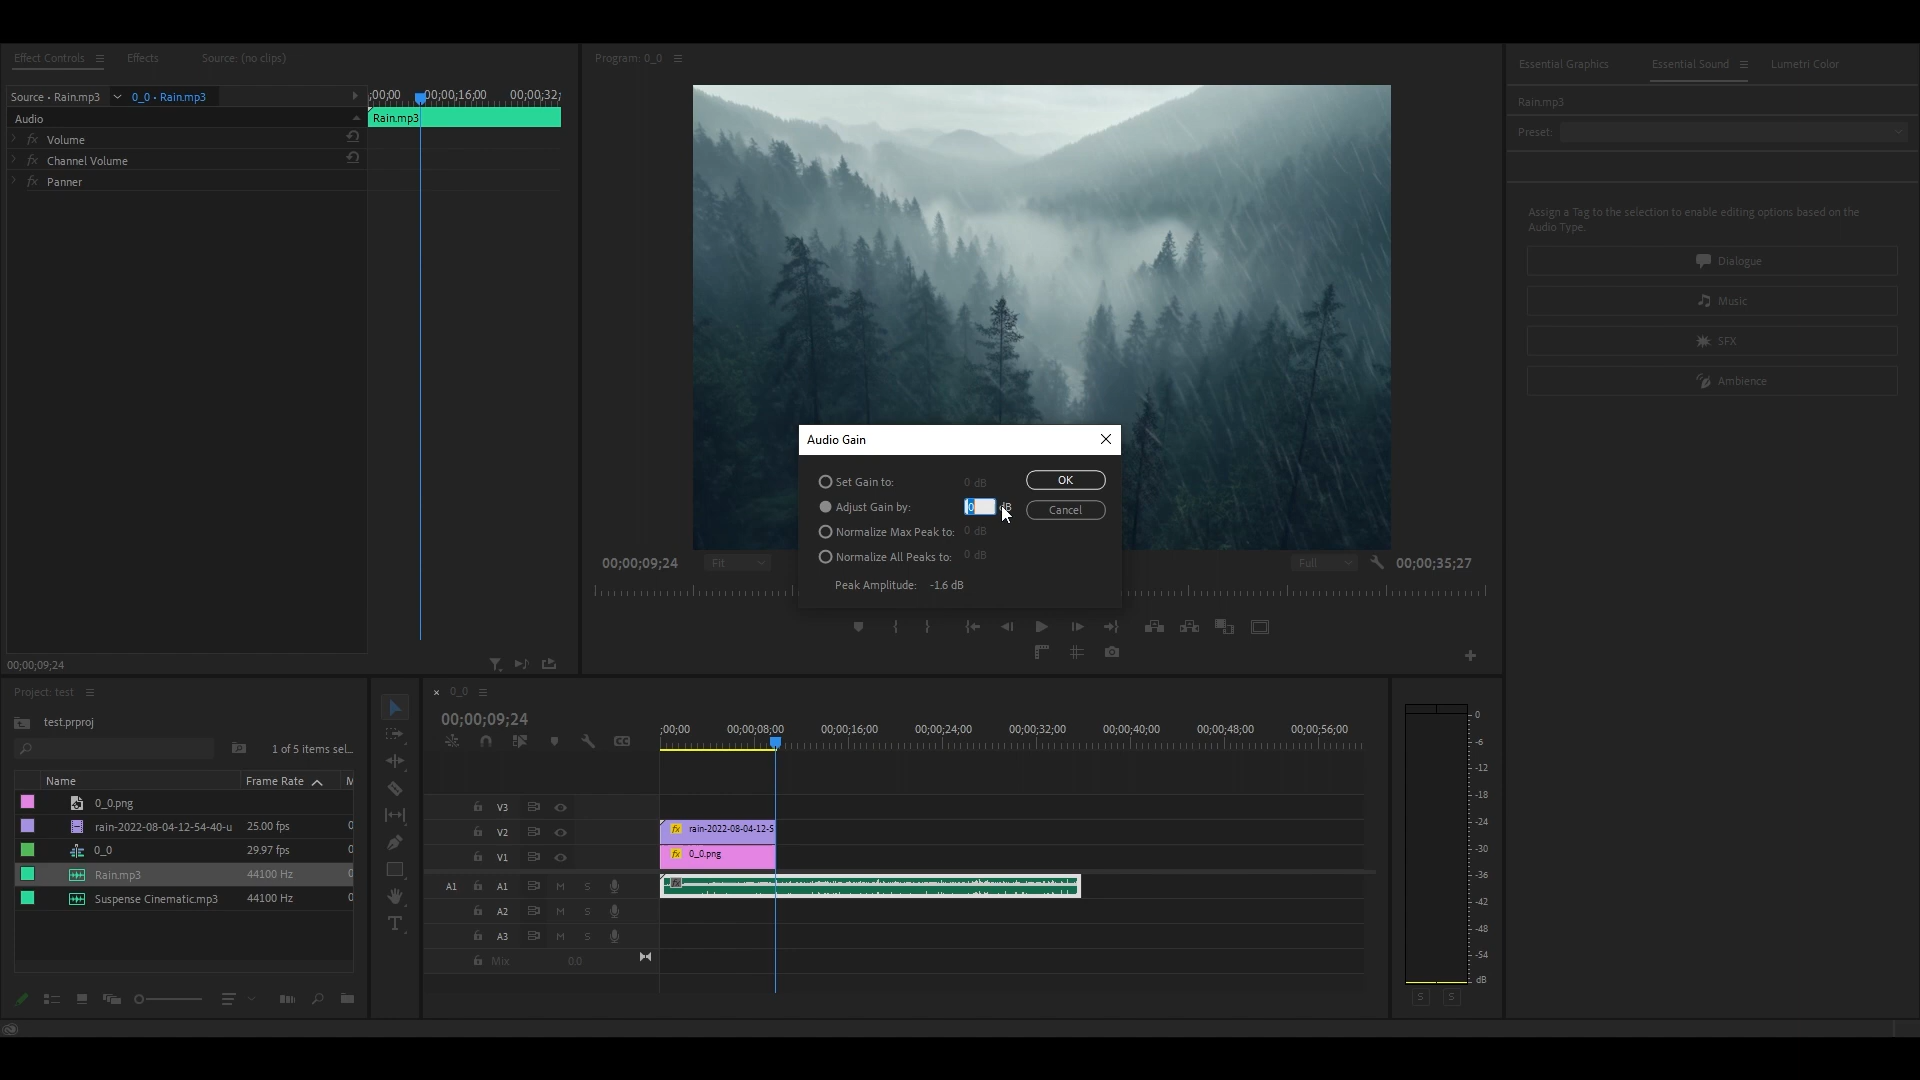 Effect Controls
Effects
Source: (no clips)
Program: 0_0
Essential Graphics
Essential Sound
Lumetri Color
Source • Rain.mp3
0_0 • Rain.mp3
;00;00
00;00;16;00
00;00;32;
Audio
Rain.mp3
Volume
Channel Volume
Panner
Rain.mp3
Preset:
Assign a Tag to the selection to enable editing options based on the
Audio Type.
Dialogue
Music
SFX
Ambience
Audio Gain
Set Gain to:
0 dB
OK
Adjust Gain by:
0
dB
Cancel
Normalize Max Peak to:
0 dB
Normalize All Peaks to:
0 dB
Peak Amplitude:
-1.6 dB
00;00;09;24
Fit
Full
00;00;35;27
00;00;09;24
Project: test
test.prproj
1 of 5 items sel...
Name
Frame Rate
M
0_0.png
rain-2022-08-04-12-54-40-u
25.00 fps
0_0
29.97 fps
Rain.mp3
44100 Hz
Suspense Cinematic.mp3
44100 Hz
T
0_0
00;00;09;24
;00;00
00;00;08;00
00;00;16;00
00;00;24;00
00;00;32;00
00;00;40;00
00;00;48;00
00;00;56;00
CC
V3
V2
fx rain-2022-08-04-12-5
V1
fx 0_0.png
A1
A1
M
S
A2
M
S
A3
M
S
Mix
0.0
0
-6
-12
-18
-24
-30
-36
-42
-48
-54
dB
S
S